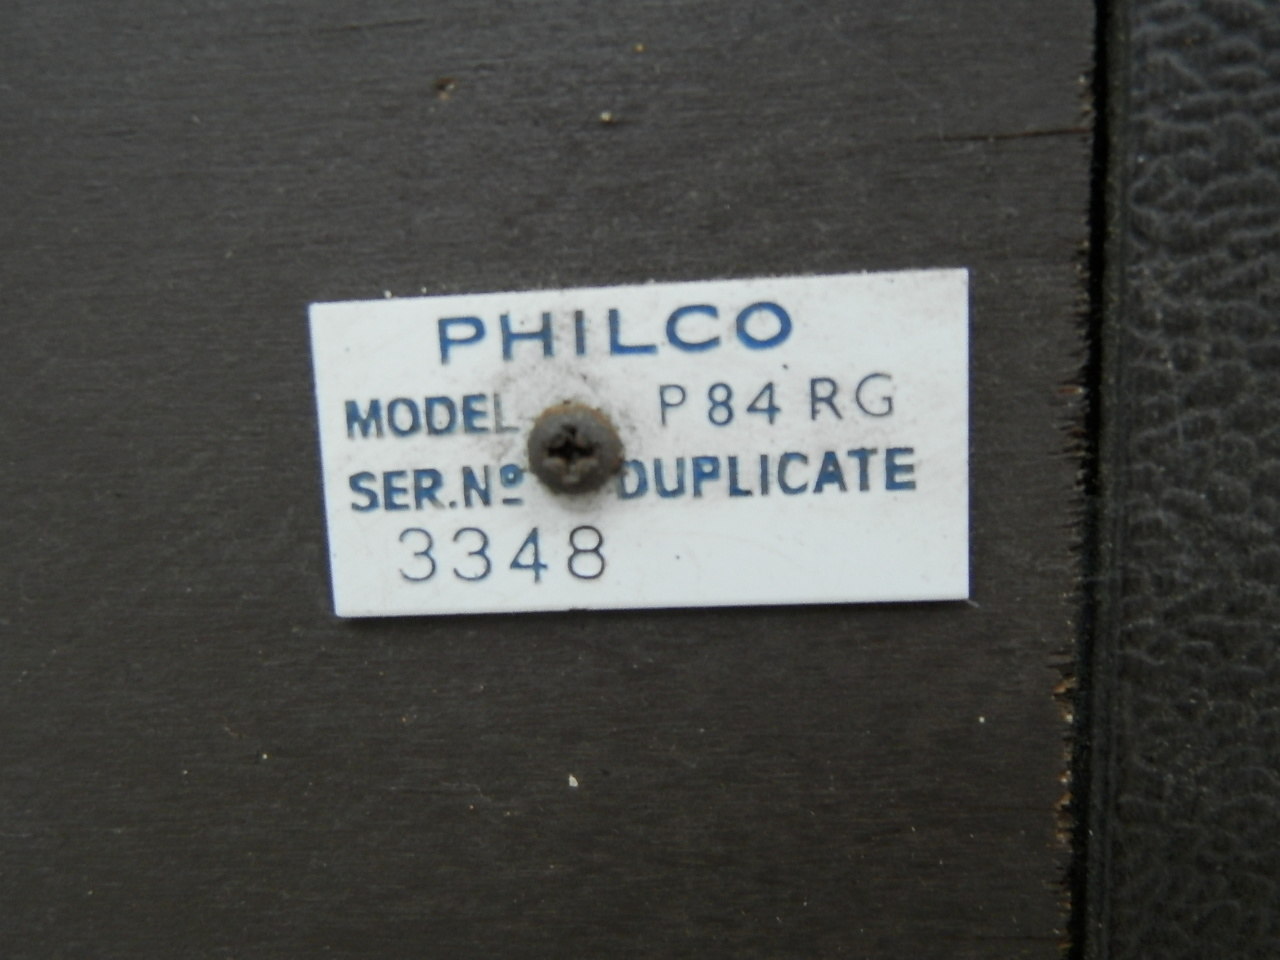 PHILCO
MODEL P84 RG
SER.Nº DUPLICATE
3348